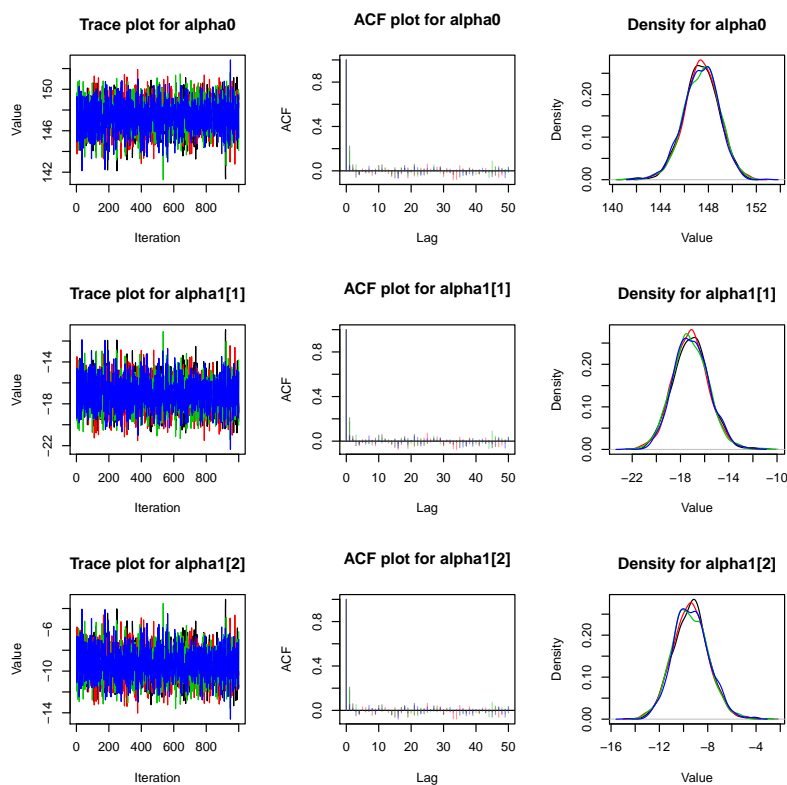 Trace plot for alpha0
Value
142 146 150
0 200 400 600 800
Iteration
ACF plot for alpha0
ACF
0.0 0.4 0.8
0 10 20 30 40 50
Lag
Density for alpha0
Density
0.00 0.10 0.20
140 144 148 152
Value
Trace plot for alpha1[1]
Value
−22 −18 −14
0 200 400 600 800
Iteration
ACF plot for alpha1[1]
ACF
0.0 0.4 0.8
0 10 20 30 40 50
Lag
Density for alpha1[1]
Density
0.00 0.10 0.20
−22 −18 −14 −10
Value
Trace plot for alpha1[2]
Value
−14 −10 −6
0 200 400 600 800
Iteration
ACF plot for alpha1[2]
ACF
0.0 0.4 0.8
0 10 20 30 40 50
Lag
Density for alpha1[2]
Density
0.00 0.10 0.20
−16 −12 −8 −4
Value